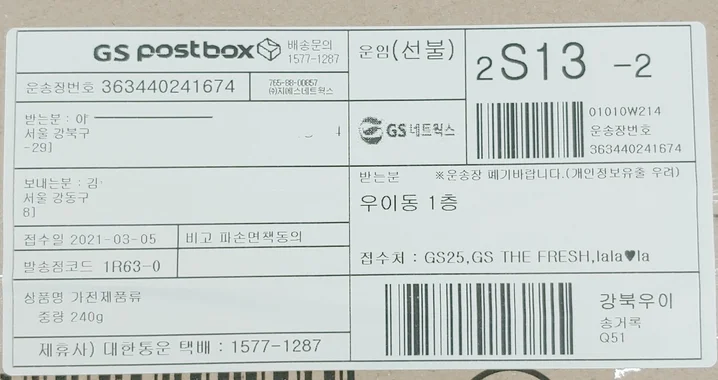 GS postbox 배송문의
1577-1287
운송장번호 363440241674
765-88-00857
㈜지에스네트웍스
운임(선불)
2S13 -2
01010W214
운송장번호
363440241674
받는분 : 야
서울 강북구
-29]
GS네트웍스
보내는분 : 김
서울 강동구
8]
받는분 ※운송장 폐기바랍니다.(개인정보유출 우려)
우이동 1층
접수일 2021-03-05 비고 파손면책동의
발송점코드 1R63-0
접수처 : GS25,GS THE FRESH,lala♥la
상품명 가전제품류
중량 240g
강북우이
송거록
Q51
제휴사) 대한통운 택배 : 1577-1287